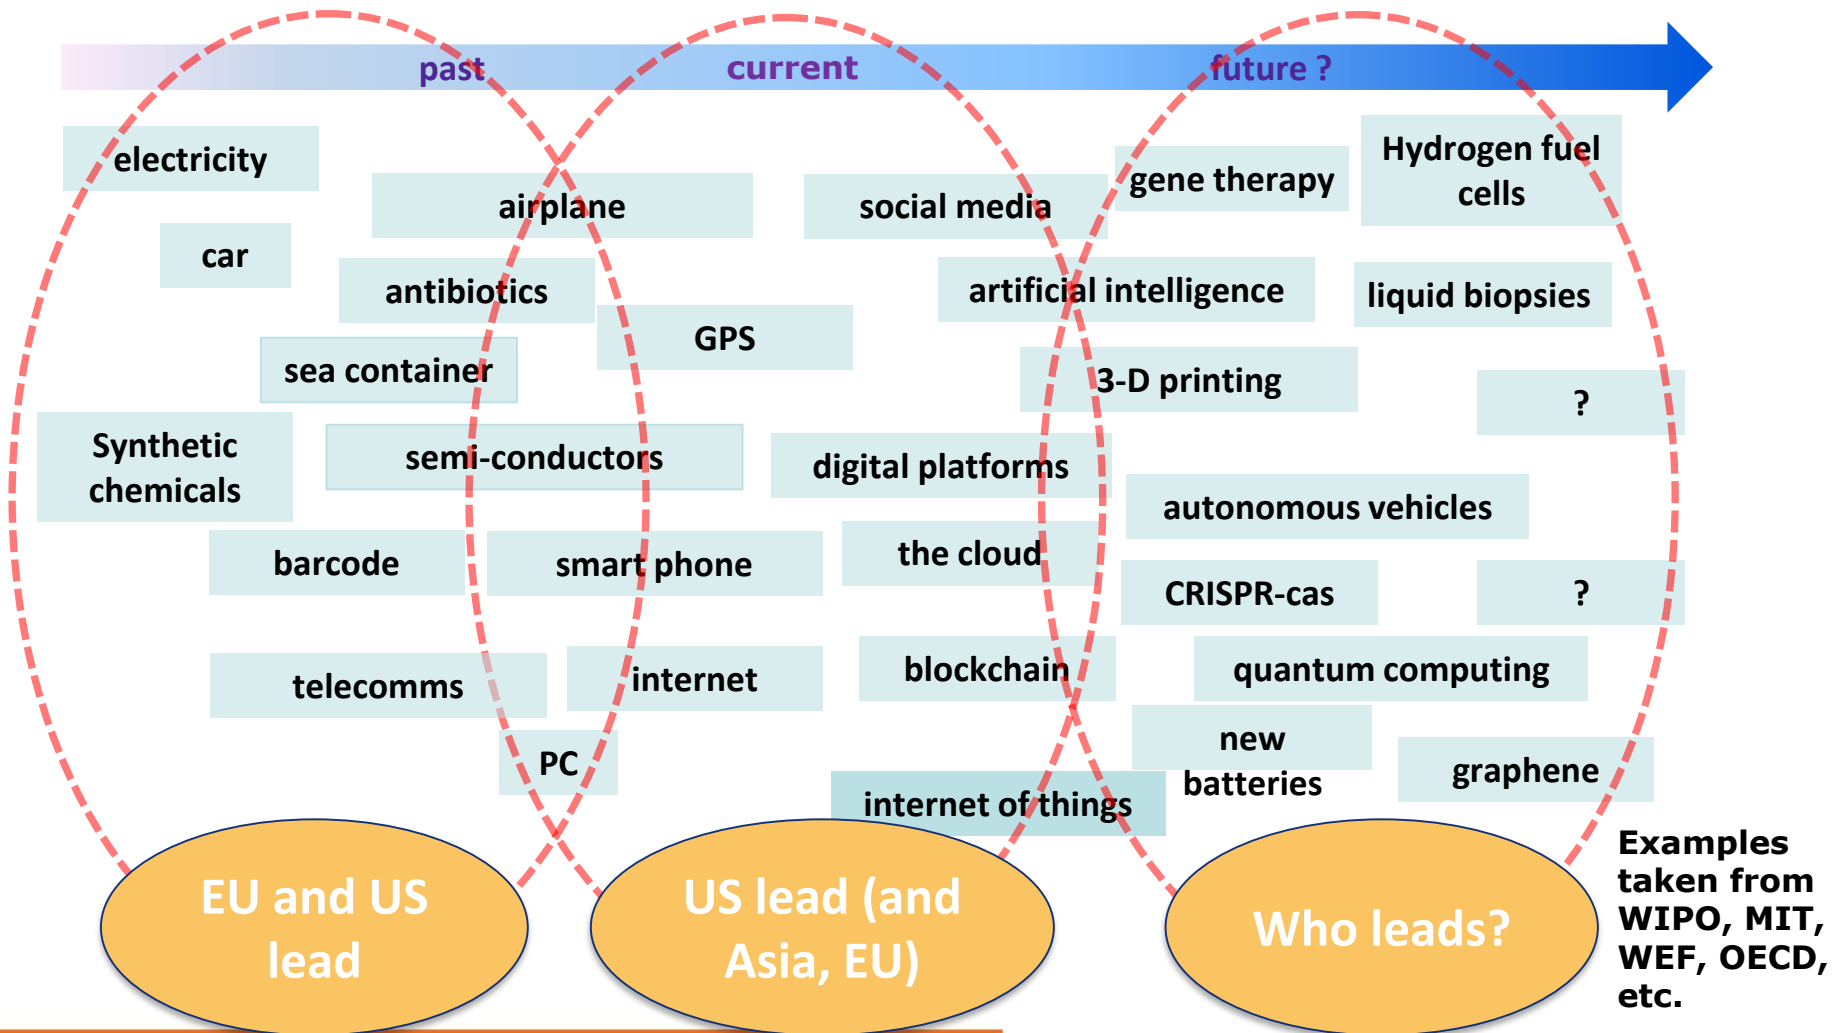 past
current
future ?
electricity
car
airplane
antibiotics
sea container
Synthetic
chemicals
semi-conductors
barcode
telecomms
PC
GPS
smart phone
internet
social media
artificial intelligence
3-D printing
digital platforms
the cloud
blockchain
internet of things
gene therapy
Hydrogen fuel
cells
liquid biopsies
?
autonomous vehicles
CRISPR-cas
?
quantum computing
new
batteries
graphene
EU and US
lead
US lead (and
Asia, EU)
Who leads?
Examples
taken from
WIPO, MIT,
WEF, OECD,
etc.